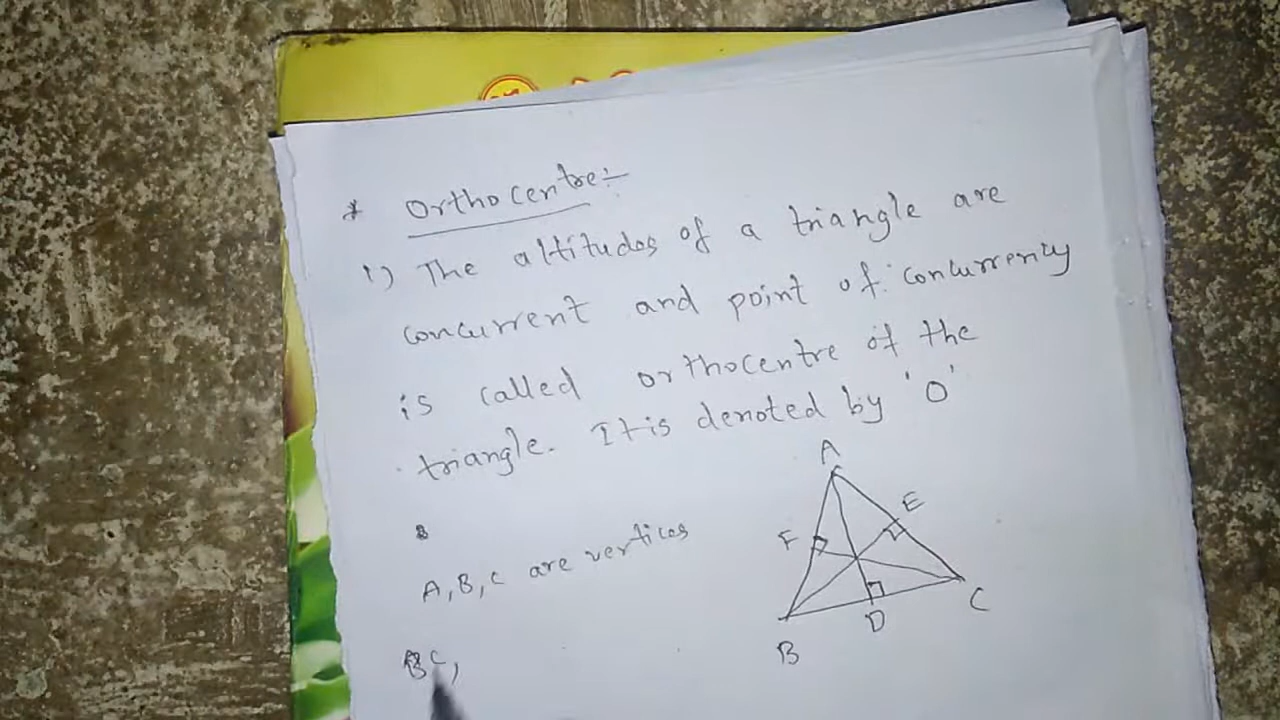 * Orthocentre:-
1) The altitudes of a triangle are
concurrent and point of concurrency
is called orthocentre of the
triangle. It is denoted by 'O'
A
E
F
A, B, C are vertices
C
D
B
BC,